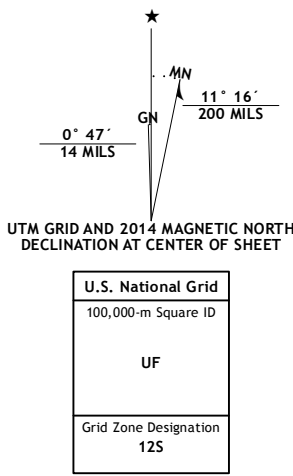 ★
MN
GN
11° 16´
200 MILS
0° 47´
14 MILS
UTM GRID AND 2014 MAGNETIC NORTH
DECLINATION AT CENTER OF SHEET
U.S. National Grid
100,000-m Square ID
UF
Grid Zone Designation
12S